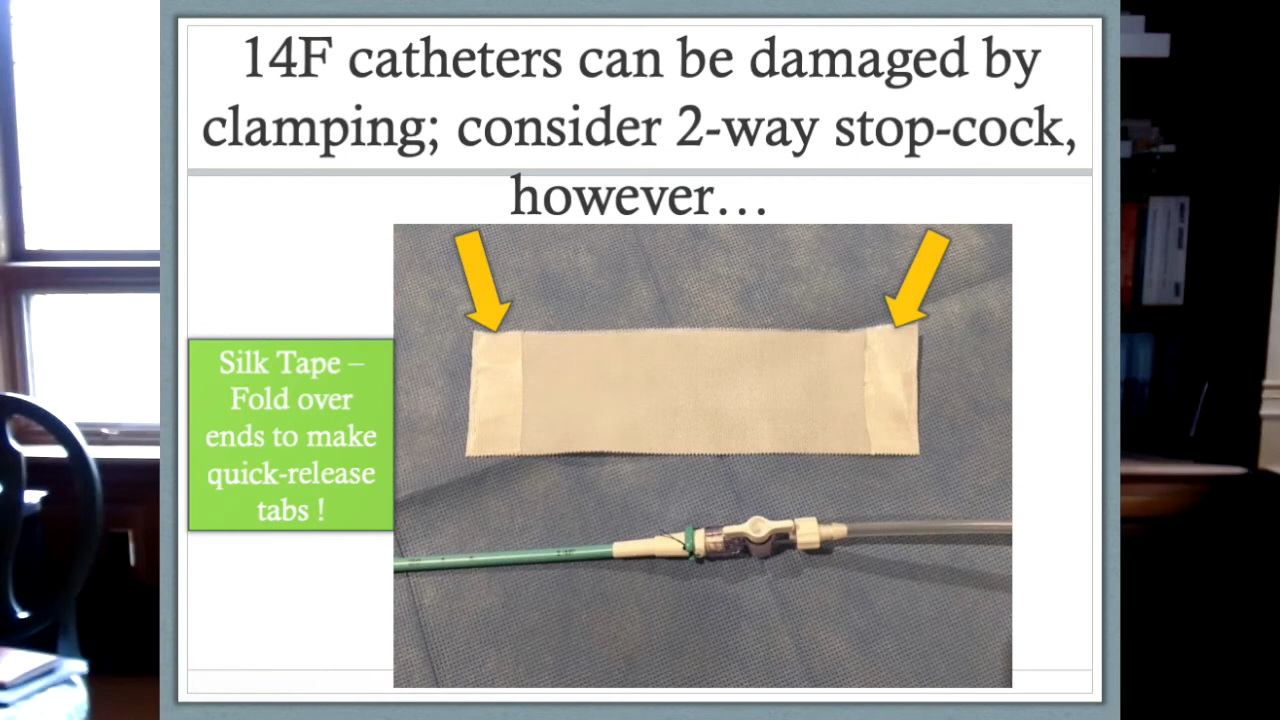 14F catheters can be damaged by
clamping; consider 2-way stop-cock,
however…
Silk Tape –
Fold over
ends to make
quick-release
tabs !